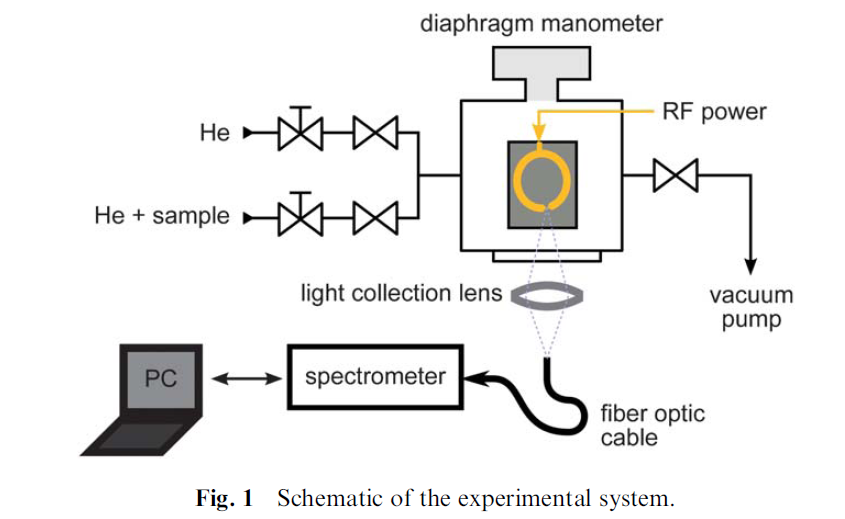 diaphragm manometer
He
RF power
He + sample
light collection lens
vacuum
pump
PC
spectrometer
fiber optic
cable
Fig. 1 Schematic of the experimental system.